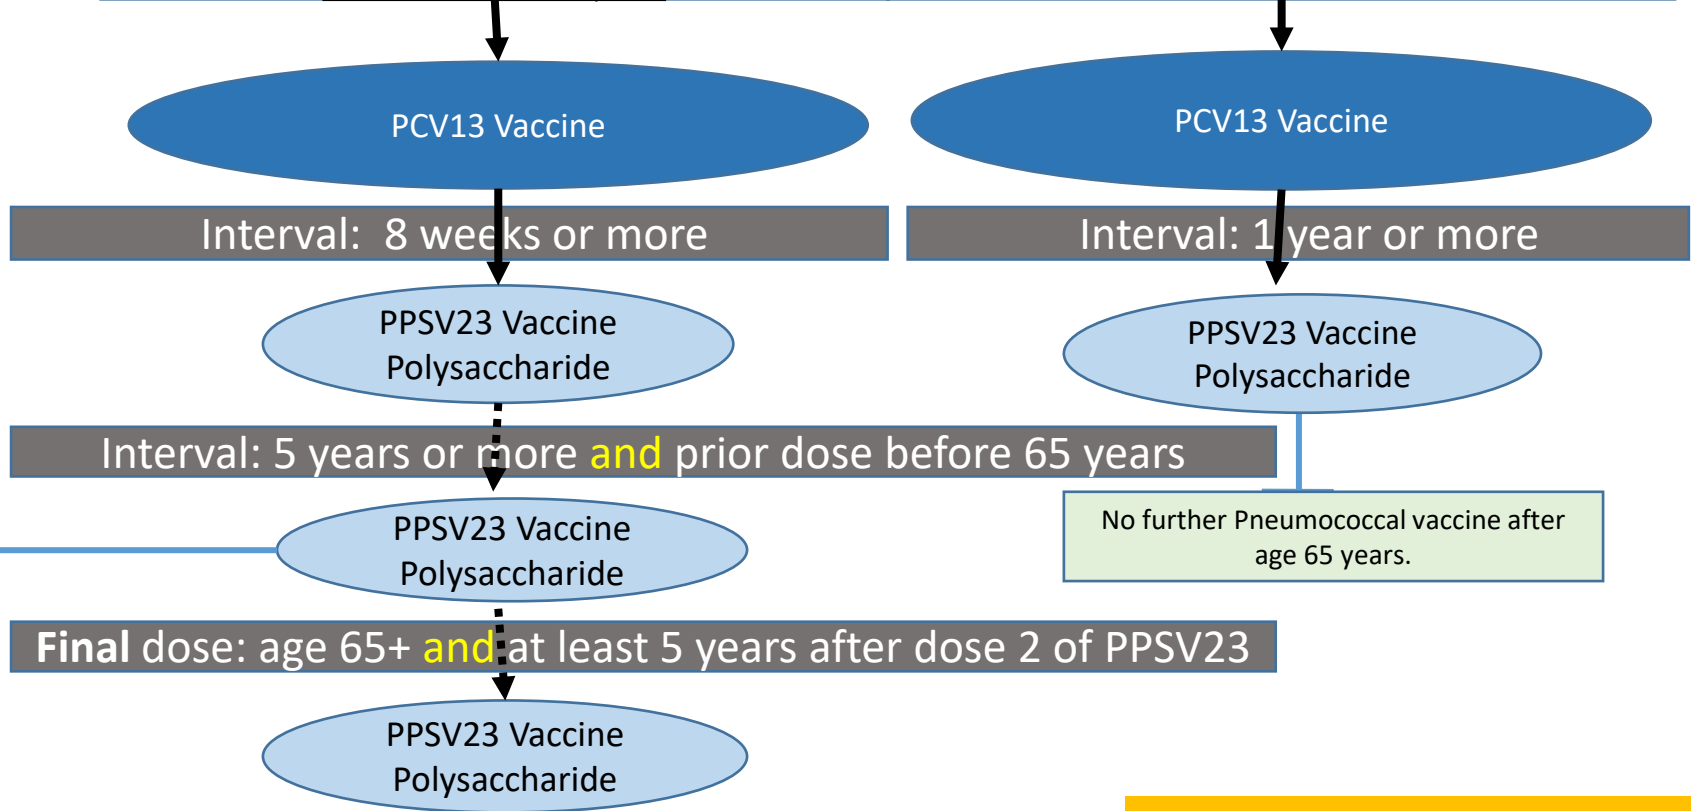 PCV13 Vaccine
PCV13 Vaccine
Interval: 8 weeks or more
Interval: 1 year or more
PPSV23 Vaccine
Polysaccharide
PPSV23 Vaccine
Polysaccharide
Interval: 5 years or more and prior dose before 65 years
No further Pneumococcal vaccine after
age 65 years.
PPSV23 Vaccine
Polysaccharide
Final dose: age 65+ and at least 5 years after dose 2 of PPSV23
PPSV23 Vaccine
Polysaccharide